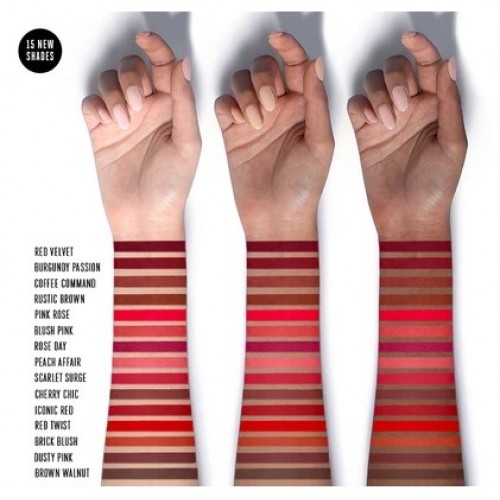 15 NEW
SHADES
RED VELVET
BURGUNDY PASSION
COFFEE COMMAND
RUSTIC BROWN
PINK ROSE
BLUSH PINK
ROSE DAY
PEACH AFFAIR
SCARLET SURGE
CHERRY CHIC
ICONIC RED
RED TWIST
BRICK BLUSH
DUSTY PINK
BROWN WALNUT